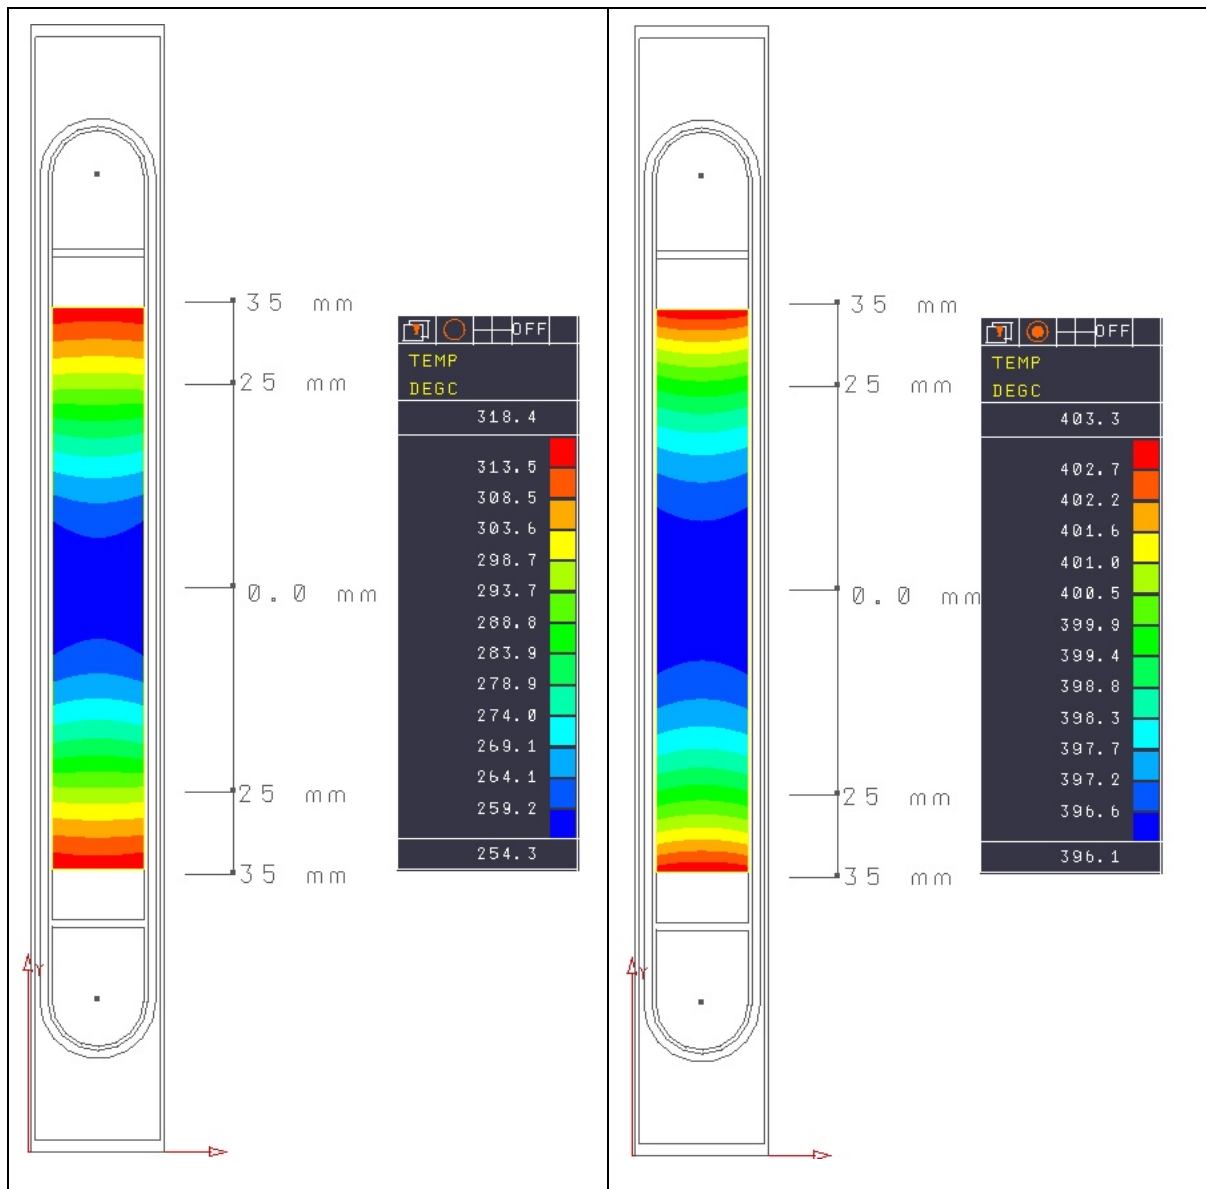 35 mm
25 mm
0.0 mm
25 mm
35 mm
OFF
TEMP
DEGC
318.4
313.5
308.5
303.6
298.7
293.7
288.8
283.9
278.9
274.0
269.1
264.1
259.2
254.3
Y
35 mm
25 mm
0.0 mm
25 mm
35 mm
OFF
TEMP
DEGC
403.3
402.7
402.2
401.6
401.0
400.5
399.9
399.4
398.8
398.3
397.7
397.2
396.6
396.1
Y